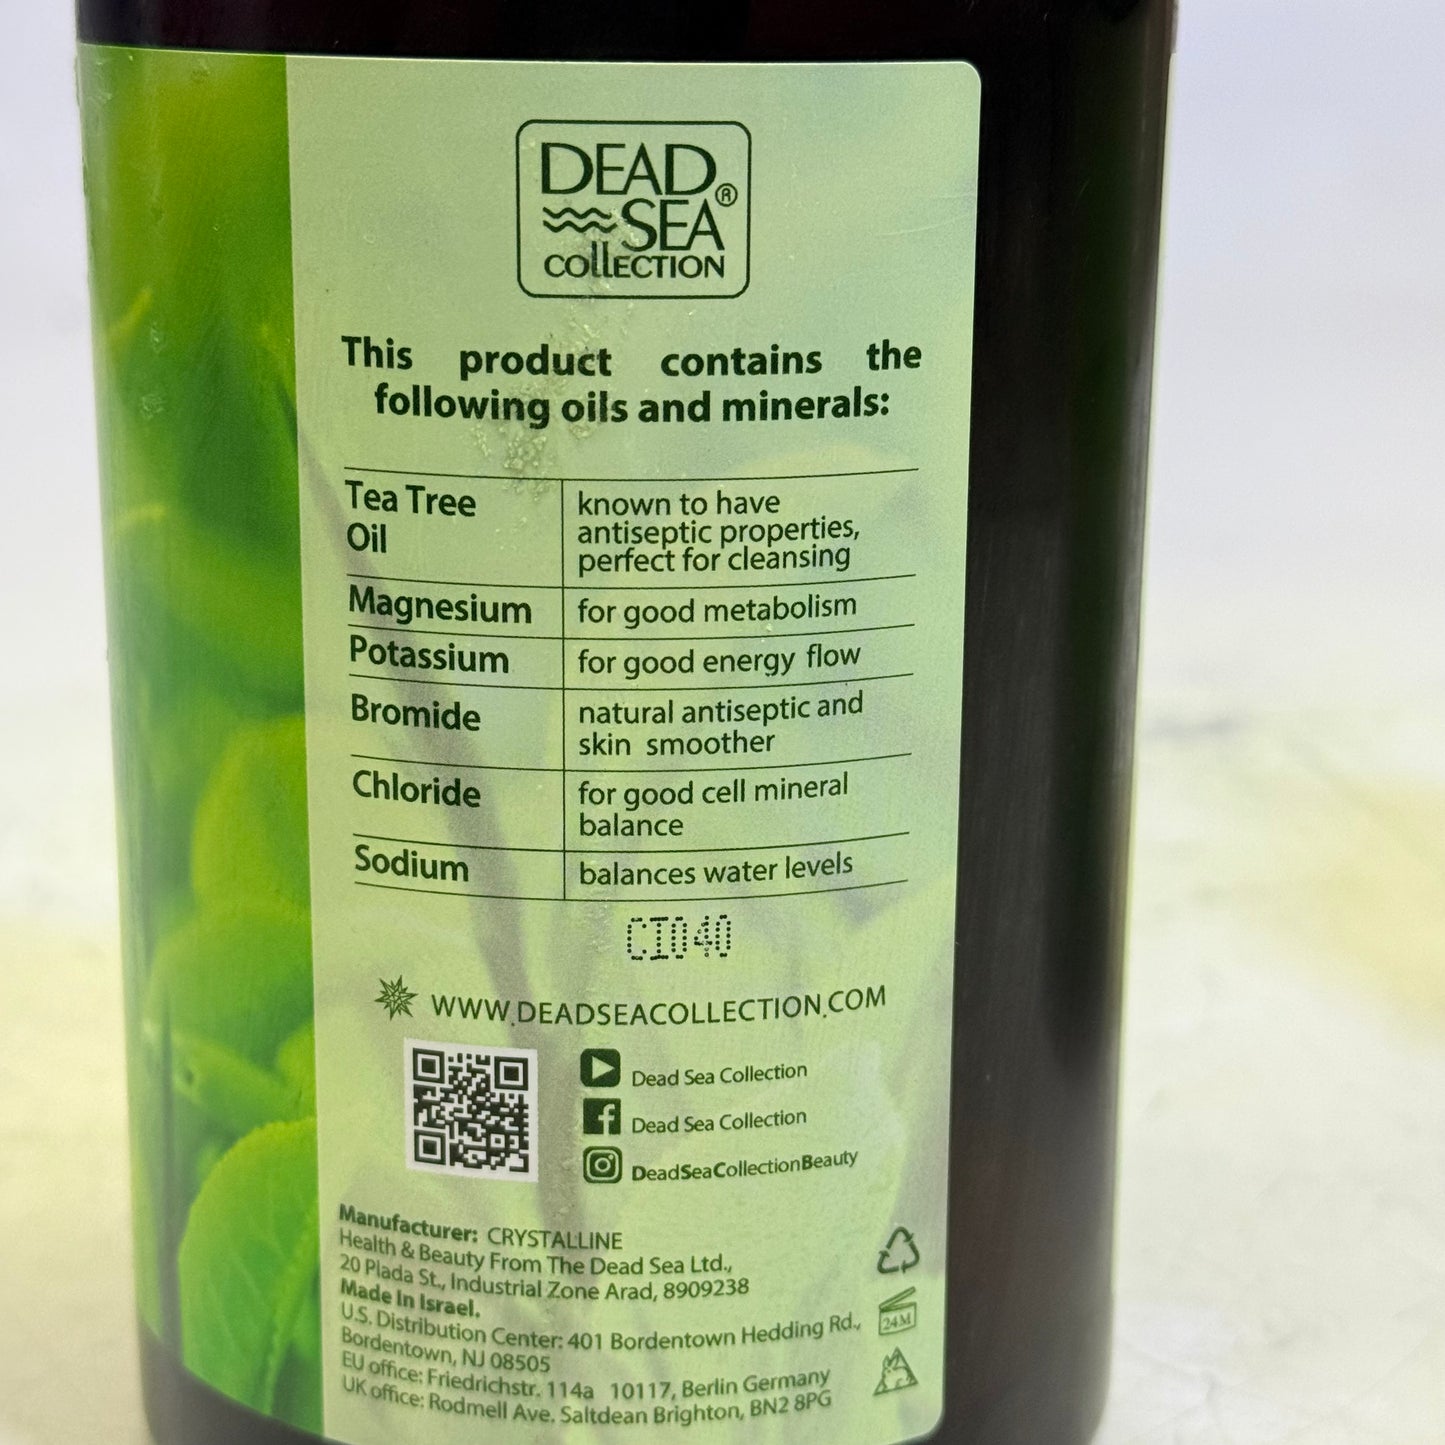 DEAD
SEA®
COLLECTION
This product contains the
following oils and minerals:
Tea Tree
Oil
known to have
antiseptic properties,
perfect for cleansing
Magnesium
for good metabolism
Potassium
for good energy flow
Bromide
natural antiseptic and
skin smoother
Chloride
for good cell mineral
balance
Sodium
balances water levels
CI040
WWW.DEADSEACOLLECTION.COM
Dead Sea Collection
Dead Sea Collection
DeadSeaCollectionBeauty
Manufacturer: CRYSTALLINE
Health & Beauty From The Dead Sea Ltd.,
20 Plada St., Industrial Zone Arad, 8909238
Made In Israel.
U.S. Distribution Center: 401 Bordentown Hedding Rd.,
Bordentown, NJ 08505
EU office: Friedrichstr. 114a 10117, Berlin Germany
UK office: Rodmell Ave. Saltdean Brighton, BN2 8PG
24M